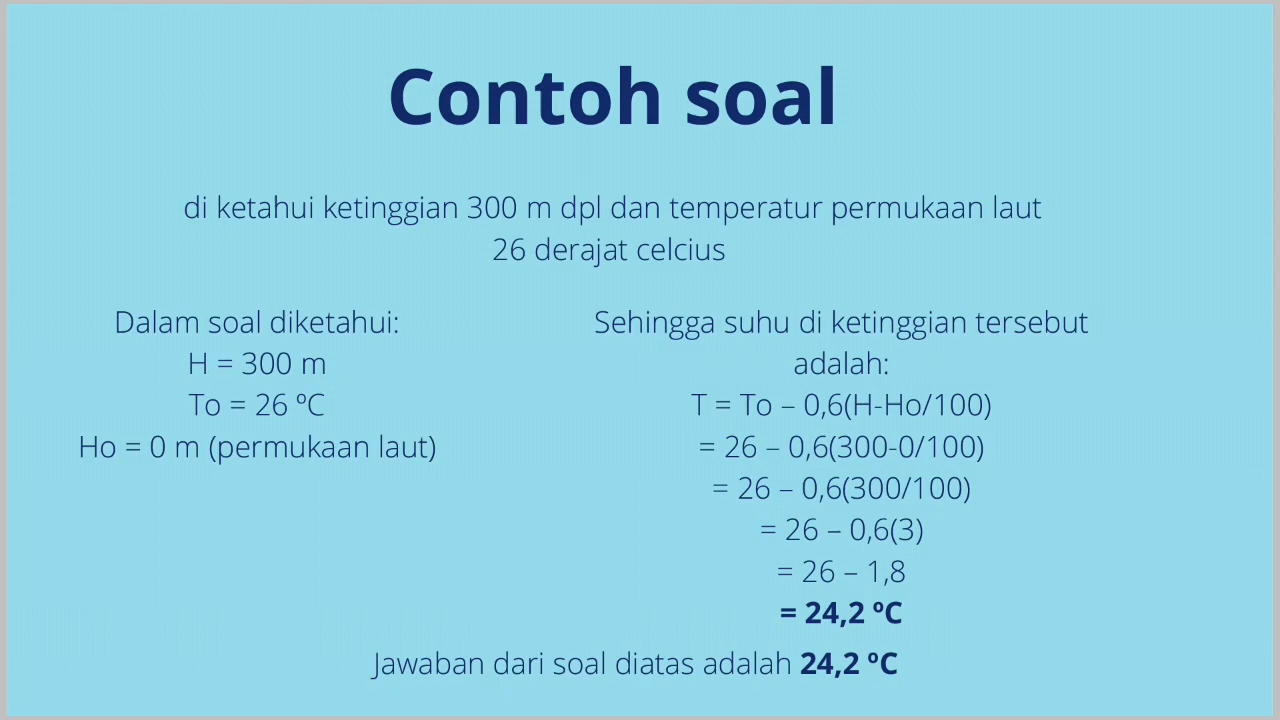 Contoh soal
di ketahui ketinggian 300 m dpl dan temperatur permukaan laut
26 derajat celcius
Dalam soal diketahui:
H = 300 m
To = 26 ºC
Ho = 0 m (permukaan laut)
Sehingga suhu di ketinggian tersebut
adalah:
T = To – 0,6(H-Ho/100)
= 26 – 0,6(300-0/100)
= 26 – 0,6(300/100)
= 26 – 0,6(3)
= 26 – 1,8
= 24,2 ºC
Jawaban dari soal diatas adalah 24,2 ºC